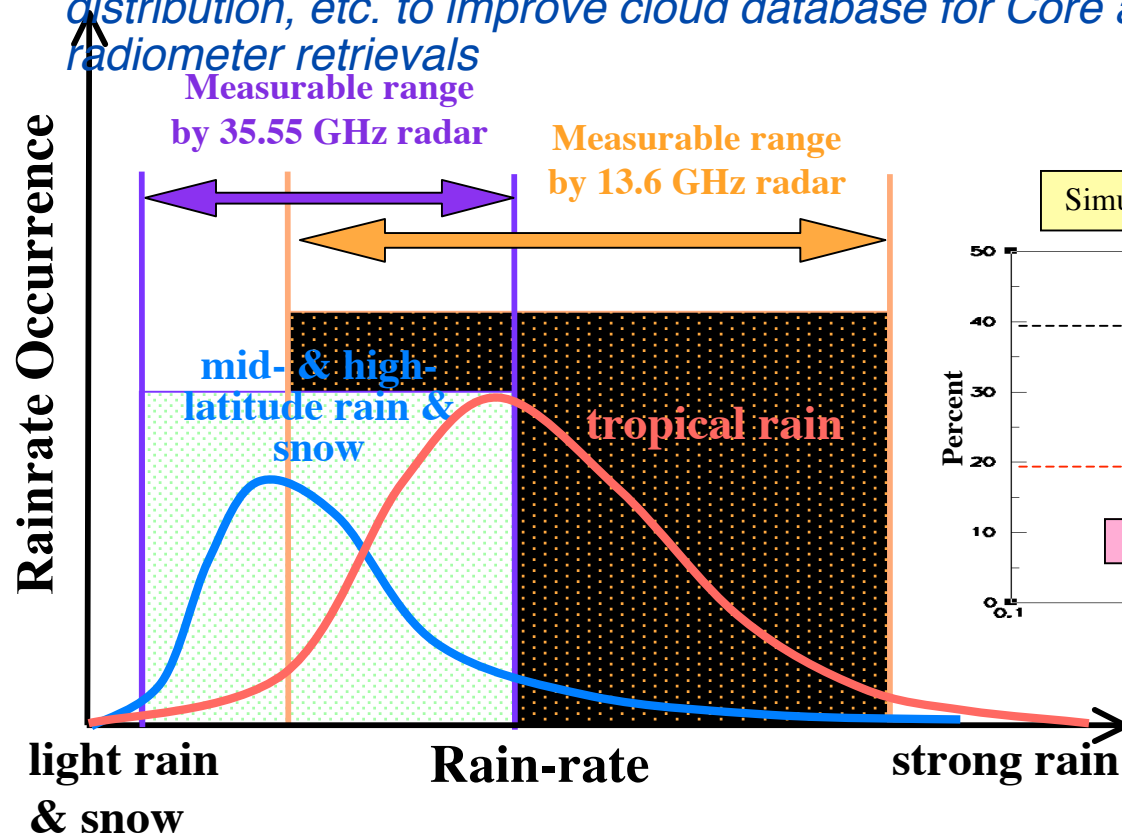 distribution, etc. to improve cloud database for Core
radiometer retrievals
Measurable range
by 35.55 GHz radar
Measurable range
by 13.6 GHz radar
Rainrate Occurrence
mid- & high-
latitude rain &
snow
tropical rain
light rain
& snow
Rain-rate
strong rain
50
40
30
20
10
0
0.1
Percent